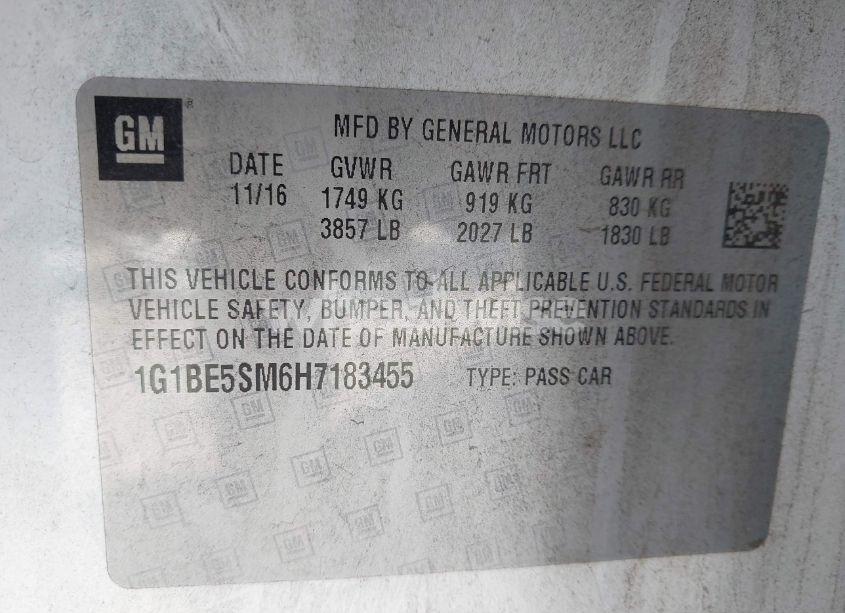 GM
MFD BY GENERAL MOTORS LLC
DATE GVWR GAWR FRT GAWR RR
11/16 1749 KG 919 KG 830 KG
3857 LB 2027 LB 1830 LB
THIS VEHICLE CONFORMS TO ALL APPLICABLE U.S. FEDERAL MOTOR
VEHICLE SAFETY, BUMPER, AND THEFT PREVENTION STANDARDS IN
EFFECT ON THE DATE OF MANUFACTURE SHOWN ABOVE.
1G1BE5SM6H7183455 TYPE: PASS CAR